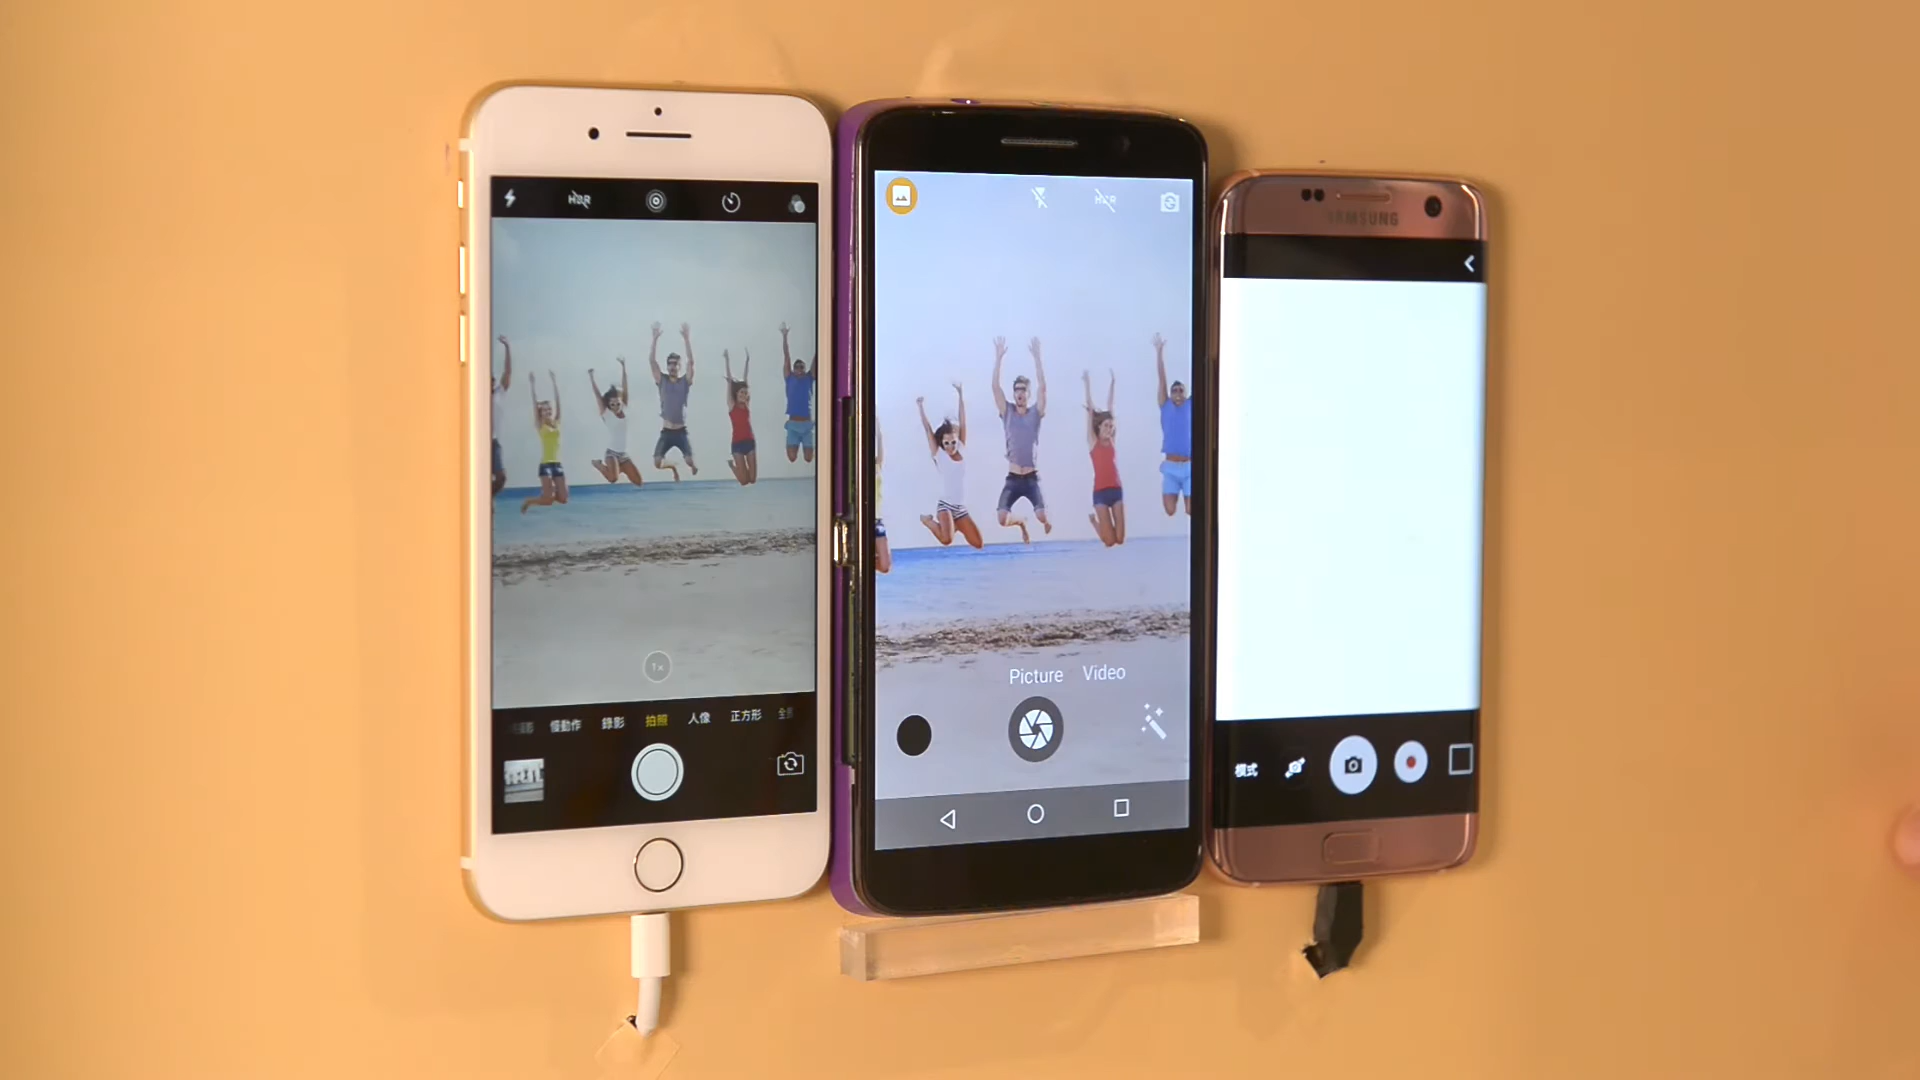 HDR
1x
慢動作 錄影 拍照 人像 正方形
HDR
Picture Video
SAMSUNG
模式